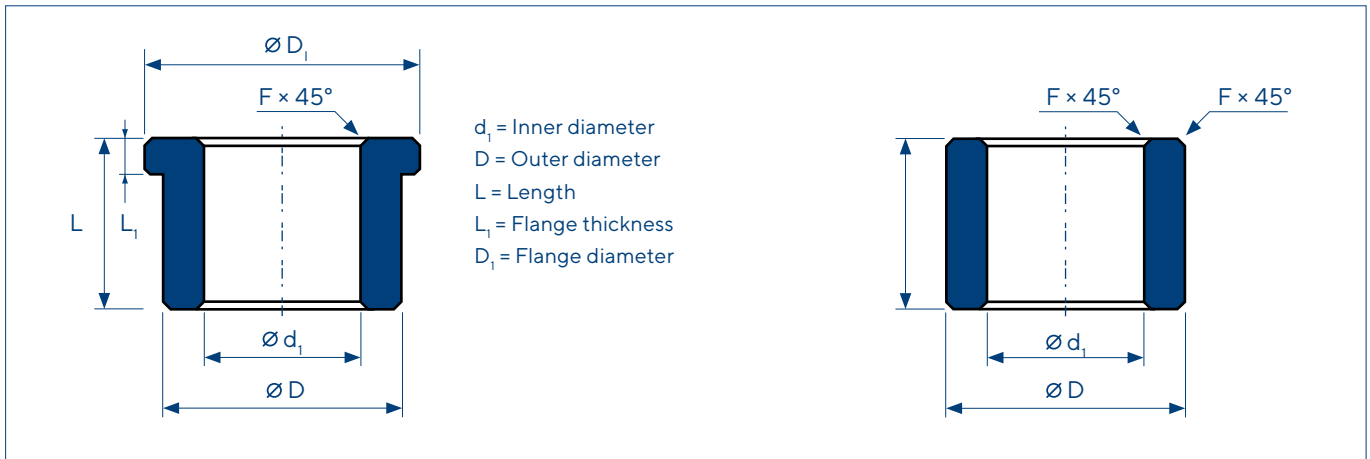 Ø D₁
F × 45°
d₁ = Inner diameter
D = Outer diameter
L = Length
L₁ = Flange thickness
D₁ = Flange diameter
L
L₁
Ø d₁
Ø D
F × 45°
F × 45°
Ø d₁
Ø D